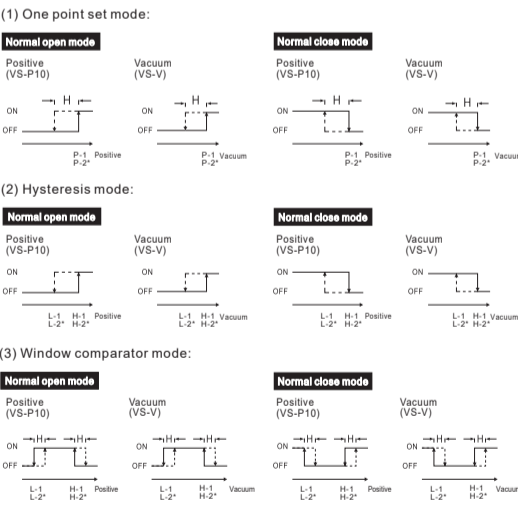 (1) One point set mode:
Normal open mode
Normal close mode
Positive
(VS-P10)
Vacuum
(VS-V)
Positive
(VS-P10)
Vacuum
(VS-V)
H
ON
OFF
P-1 Positive
P-2*
H
ON
OFF
P-1 Vacuum
P-2*
H
ON
OFF
P-1 Positive
P-2*
H
ON
OFF
P-1
P-2*
(2) Hysteresis mode:
Normal open mode
Normal close mode
Positive
(VS-P10)
Vacuum
(VS-V)
Positive
(VS-P10)
Vacuum
(VS-V)
ON
OFF
L-1 H-1 Positive
L-2* H-2*
ON
OFF
L-1 H-1 Vacuum
L-2* H-2*
ON
OFF
L-1 H-1 Positive
L-2* H-2*
ON
OFF
L-1 H-1 Vacuum
L-2* H-2*
(3) Window comparator mode:
Normal open mode
Normal close mode
Positive
(VS-P10)
Vacuum
(VS-V)
Positive
(VS-P10)
Vacuum
(VS-V)
H H
ON
OFF
L-1 H-1 Positive
L-2* H-2*
H H
ON
OFF
L-1 H-1 Vacuum
L-2* H-2*
H H
ON
OFF
L-1 H-1 Positive
L-2* H-2*
H H
ON
OFF
L-1 H-1
L-2* H-2*